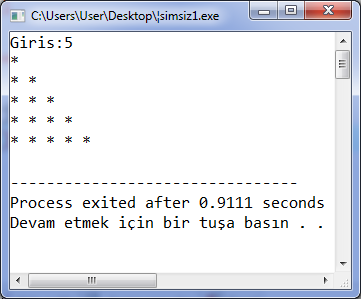 C:\Users\User\Desktop\¦simsiz1.exe
Giris:5
*
* *
* * *
* * * *
* * * * *
--------------------------------
Process exited after 0.9111 seconds
Devam etmek için bir tuşa basın . .